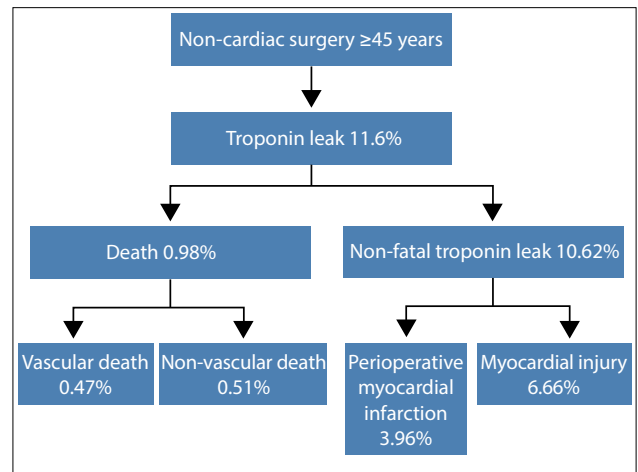 Non-cardiac surgery ≥45 years
Troponin leak 11.6%
Death 0.98%
Non-fatal troponin leak 10.62%
Vascular death
0.47%
Non-vascular death
0.51%
Perioperative
myocardial
infarction
3.96%
Myocardial injury
6.66%